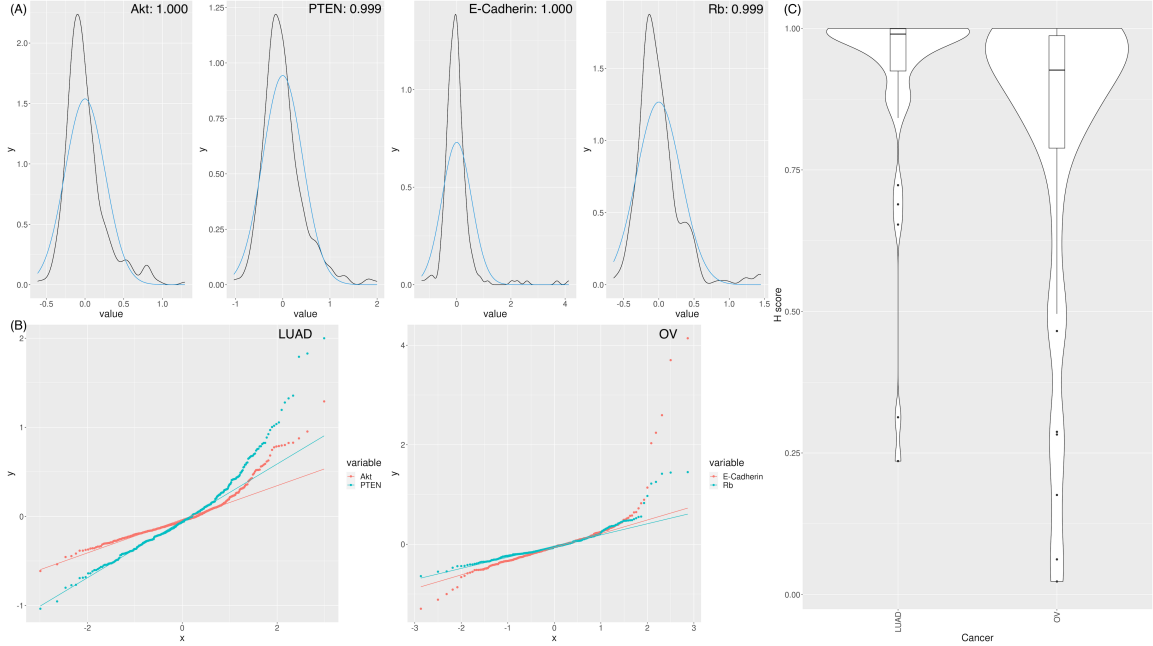 (A)
Akt: 1.000
PTEN: 0.999
E-Cadherin: 1.000
Rb: 0.999
y
2.0
1.5
1.0
0.5
0.0
-0.5 0.0 0.5 1.0
value
y
1.25
1.00
0.75
0.50
0.25
0.00
-1 0 1 2
value
y
1.0
0.5
0.0
0 2 4
value
y
1.5
1.0
0.5
0.0
-0.5 0.0 0.5 1.0 1.5
value
(B)
LUAD
y
2
1
0
-1
-2 0 2
x
variable
Akt
PTEN
OV
y
4
2
0
-3 -2 -1 0 1 2 3
x
variable
E-Cadherin
Rb
(C)
H score
1.00
0.75
0.50
0.25
0.00
LUAD
OV
Cancer